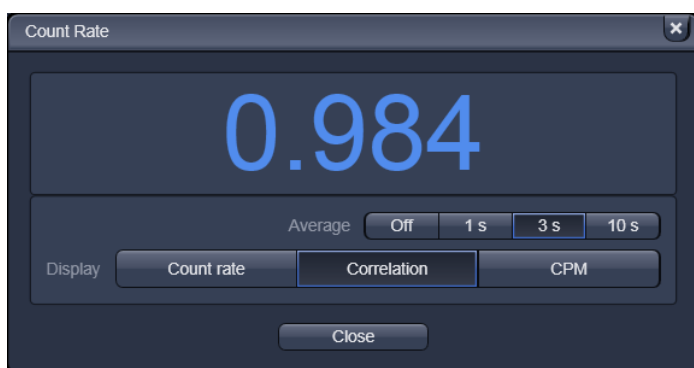 Count Rate
0.984
Average Off 1 s 3 s 10 s
Display Count rate Correlation CPM
Close